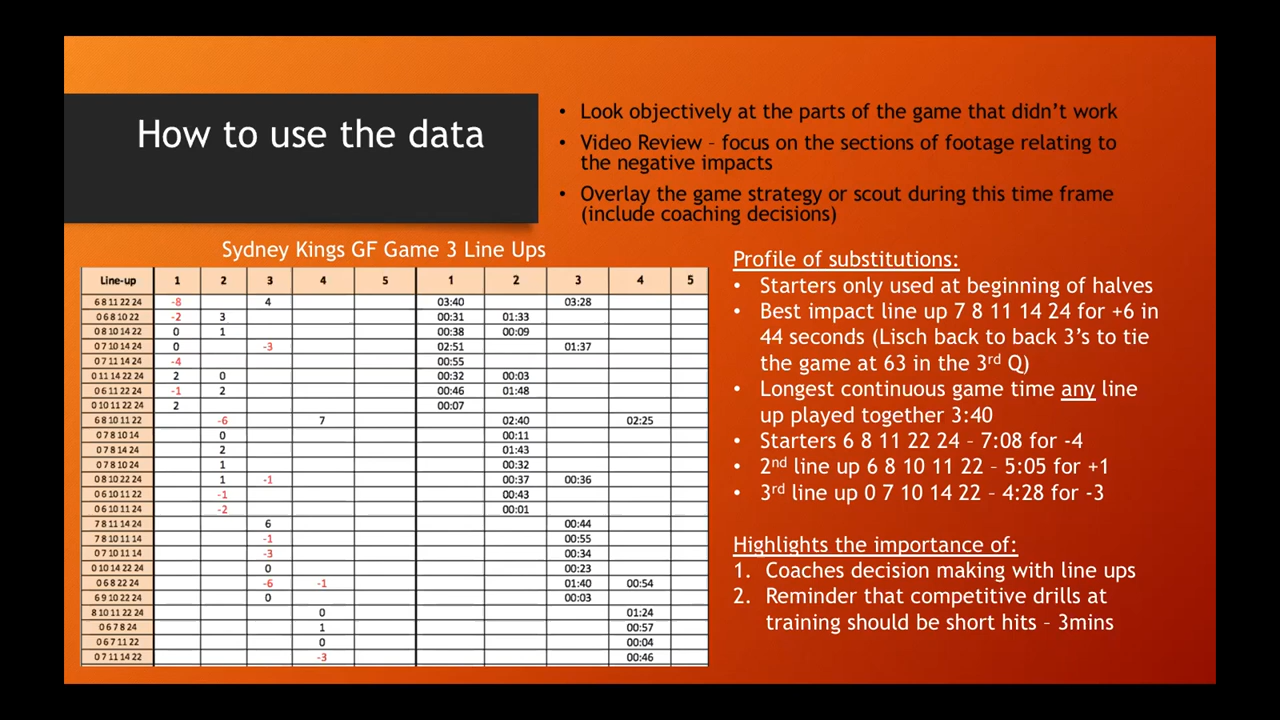 How to use the data
• Look objectively at the parts of the game that didn't work
• Video Review – focus on the sections of footage relating to
the negative impacts
• Overlay the game strategy or scout during this time frame
(include coaching decisions)
Sydney Kings GF Game 3 Line Ups
Line-up 1 2 3 4 5 1 2 3 4 5
6 8 11 22 24 -8 4 03:40 03:28
0 6 8 10 22 -2 3 00:31 01:33
0 8 10 14 22 0 1 00:38 00:09
0 7 10 14 24 0 -3 02:51 01:37
0 7 11 14 24 -4 00:55
0 11 14 22 24 2 0 00:32 00:03
0 6 11 22 24 -1 2 00:46 01:48
0 10 11 22 24 2 00:07
6 8 10 11 22 -6 7 02:40 02:25
0 7 8 10 14 0 00:11
0 7 8 14 24 2 01:43
0 7 8 10 24 1 00:32
0 8 10 22 24 1 -1 00:37 00:36
0 6 10 11 22 -1 00:43
0 6 10 11 24 -2 00:01
7 8 11 14 24 6 00:44
7 8 10 11 14 -1 00:55
0 7 10 11 14 -3 00:34
0 10 14 22 24 0 00:23
0 6 8 22 24 -6 -1 01:40 00:54
6 9 10 22 24 0 00:03
8 10 11 22 24 0 01:24
0 6 7 8 24 1 00:57
0 6 7 11 22 0 00:04
0 7 11 14 22 -3 00:46
Profile of substitutions:
• Starters only used at beginning of halves
• Best impact line up 7 8 11 14 24 for +6 in
44 seconds (Lisch back to back 3's to tie
the game at 63 in the 3rd Q)
• Longest continuous game time any line
up played together 3:40
• Starters 6 8 11 22 24 – 7:08 for -4
• 2nd line up 6 8 10 11 22 – 5:05 for +1
• 3rd line up 0 7 10 14 22 – 4:28 for -3
Highlights the importance of:
1. Coaches decision making with line ups
2. Reminder that competitive drills at
training should be short hits – 3mins